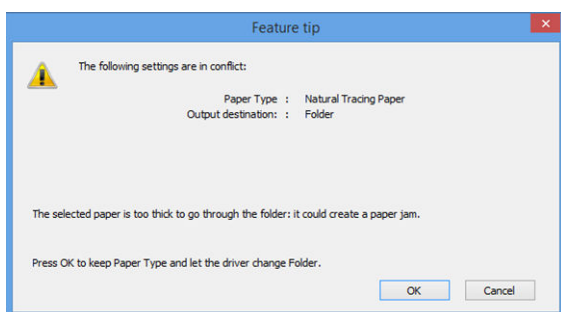 Feature tip
The following settings are in conflict:
Paper Type : Natural Tracing Paper
Output destination: : Folder
The selected paper is too thick to go through the folder: it could create a paper jam.
Press OK to keep Paper Type and let the driver change Folder.
OK Cancel